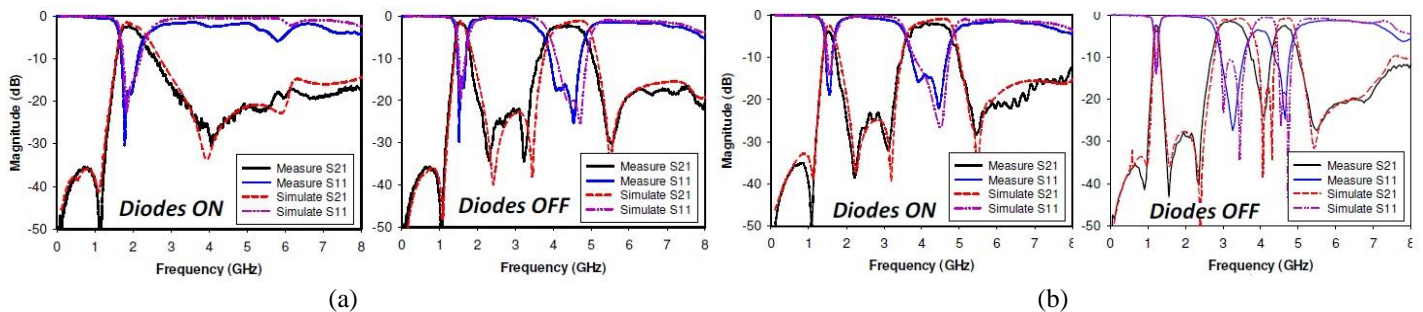 0
-10
-20
-30
-40
-50
Magnitude (dB)
Measure S21
Measure S11
Simulate S21
Simulate S11
Diodes ON
0 1 2 3 4 5 6 7 8
Frequency (GHz)
0
-10
-20
-30
-40
-50
Measure S21
Measure S11
Simulate S21
Simulate S11
Diodes OFF
0 1 2 3 4 5 6 7 8
Frequency (GHz)
(a)
0
-10
-20
-30
-40
-50
Magnitude (dB)
Measure S21
Measure S11
Simulate S21
Simulate S11
Diodes ON
0 1 2 3 4 5 6 7 8
Frequency (GHz)
0
-10
-20
-30
-40
-50
Measure S21
Measure S11
Simulate S21
Simulate S11
Diodes OFF
0 1 2 3 4 5 6 7 8
Frequency (GHz)
(b)